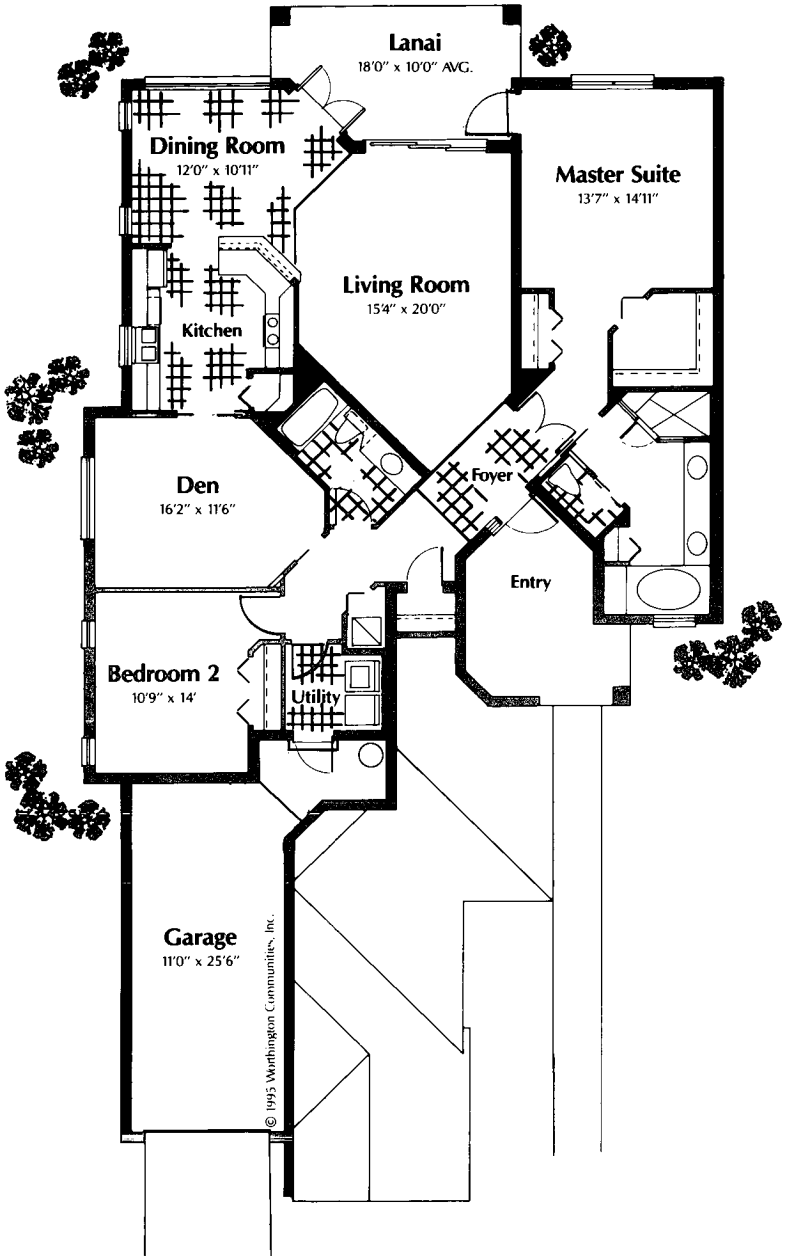 Lanai
18'0" x 10'0" AVG.
Dining Room
12'0" x 10'11"
Master Suite
13'7" x 14'11"
Living Room
15'4" x 20'0"
Kitchen
Den
16'2" x 11'6"
Foyer
Entry
Bedroom 2
10'9" x 14'
Utility
Garage
11'0" x 25'6"
© 1995 Worthington Communities, Inc.